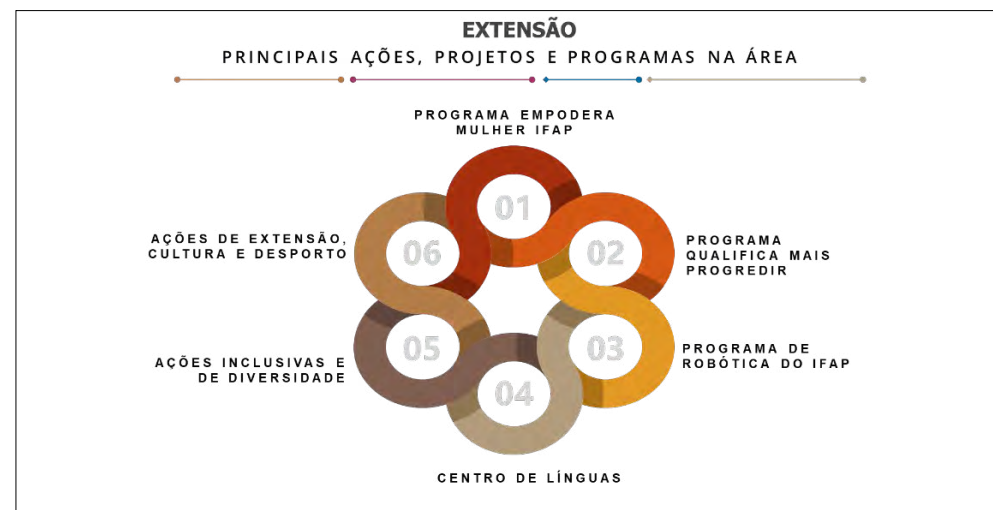 EXTENSÃO
PRINCIPAIS AÇÕES, PROJETOS E PROGRAMAS NA ÁREA
PROGRAMA EMPODERA
MULHER IFAP
01
02
PROGRAMA
QUALIFICA MAIS
PROGREDIR
03
PROGRAMA DE
ROBÓTICA DO IFAP
04
CENTRO DE LÍNGUAS
05
AÇÕES INCLUSIVAS E
DE DIVERSIDADE
06
AÇÕES DE EXTENSÃO,
CULTURA E DESPORTO